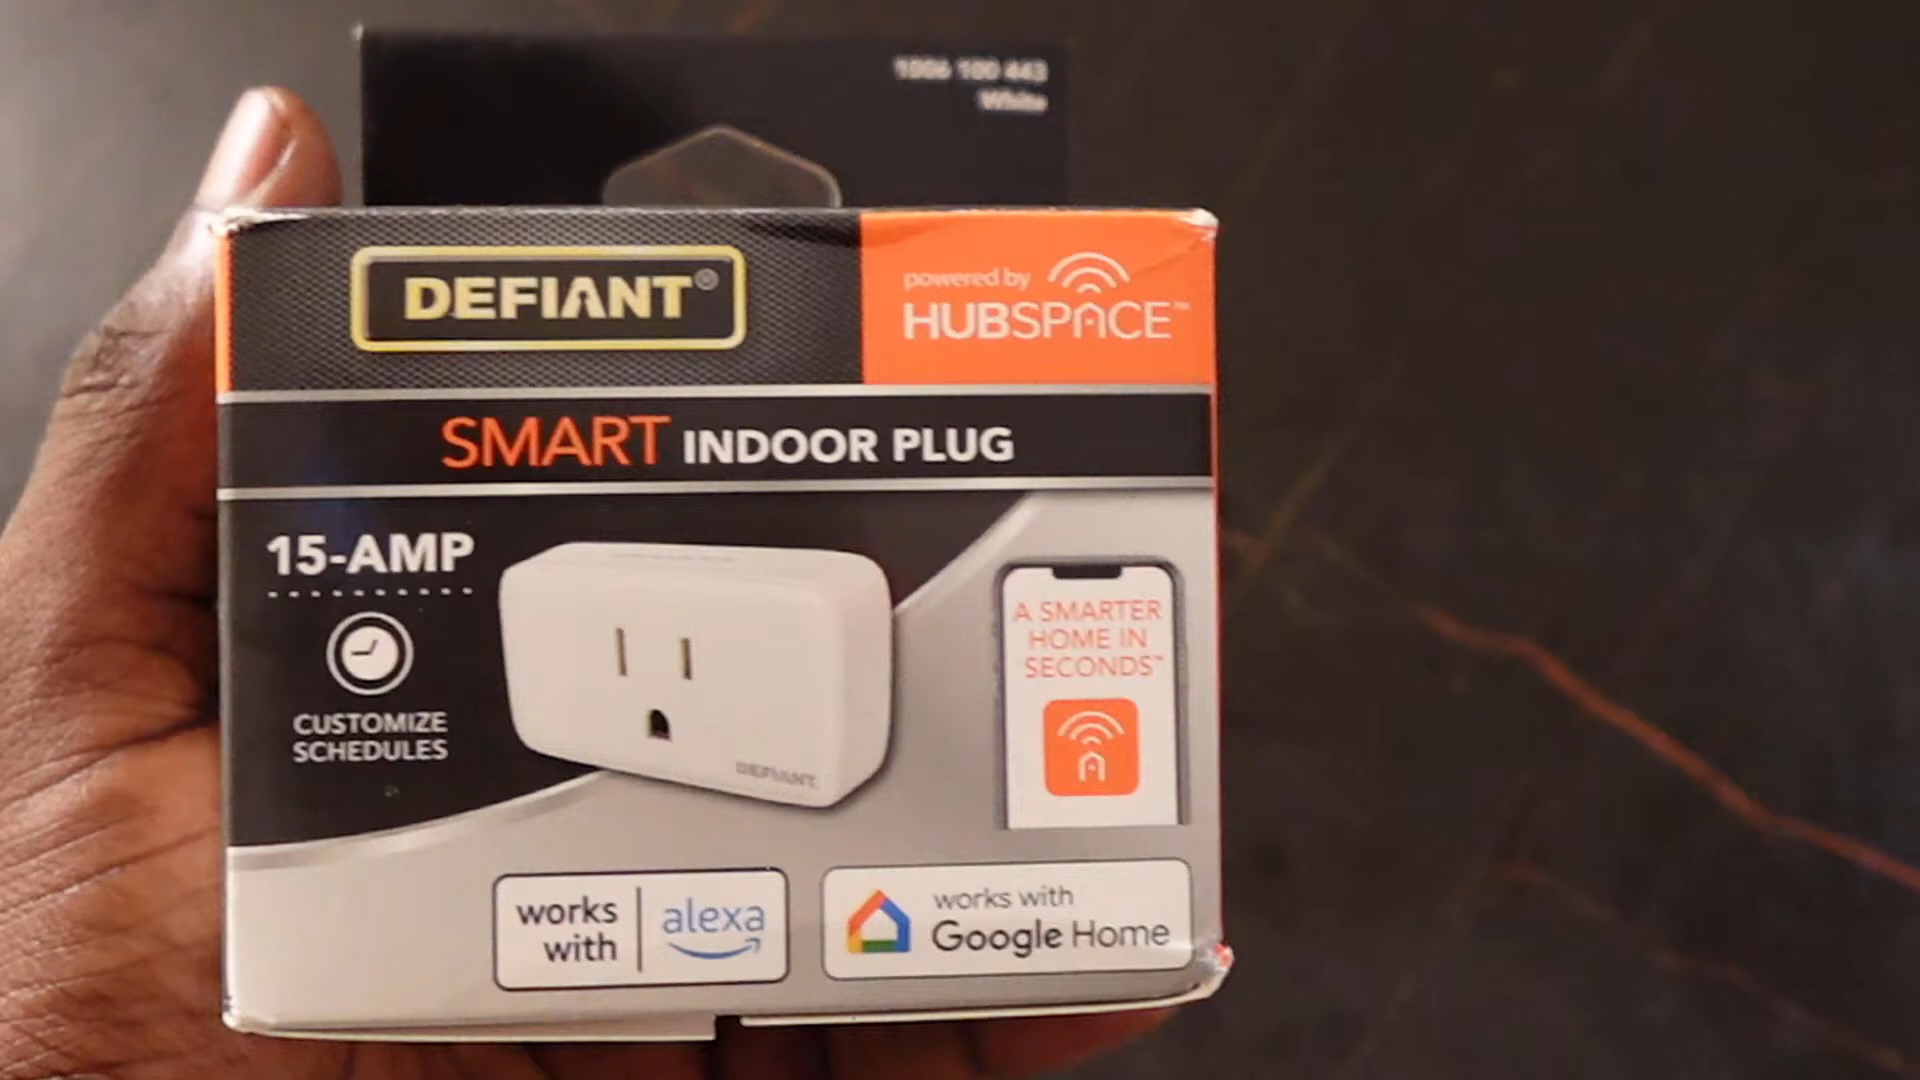 1006 100 443
White
DEFIANT®
powered by
HUBSPACE™
SMART INDOOR PLUG
15-AMP
CUSTOMIZE
SCHEDULES
DEFIANT
A SMARTER
HOME IN
SECONDS™
works
with
alexa
works with
Google Home